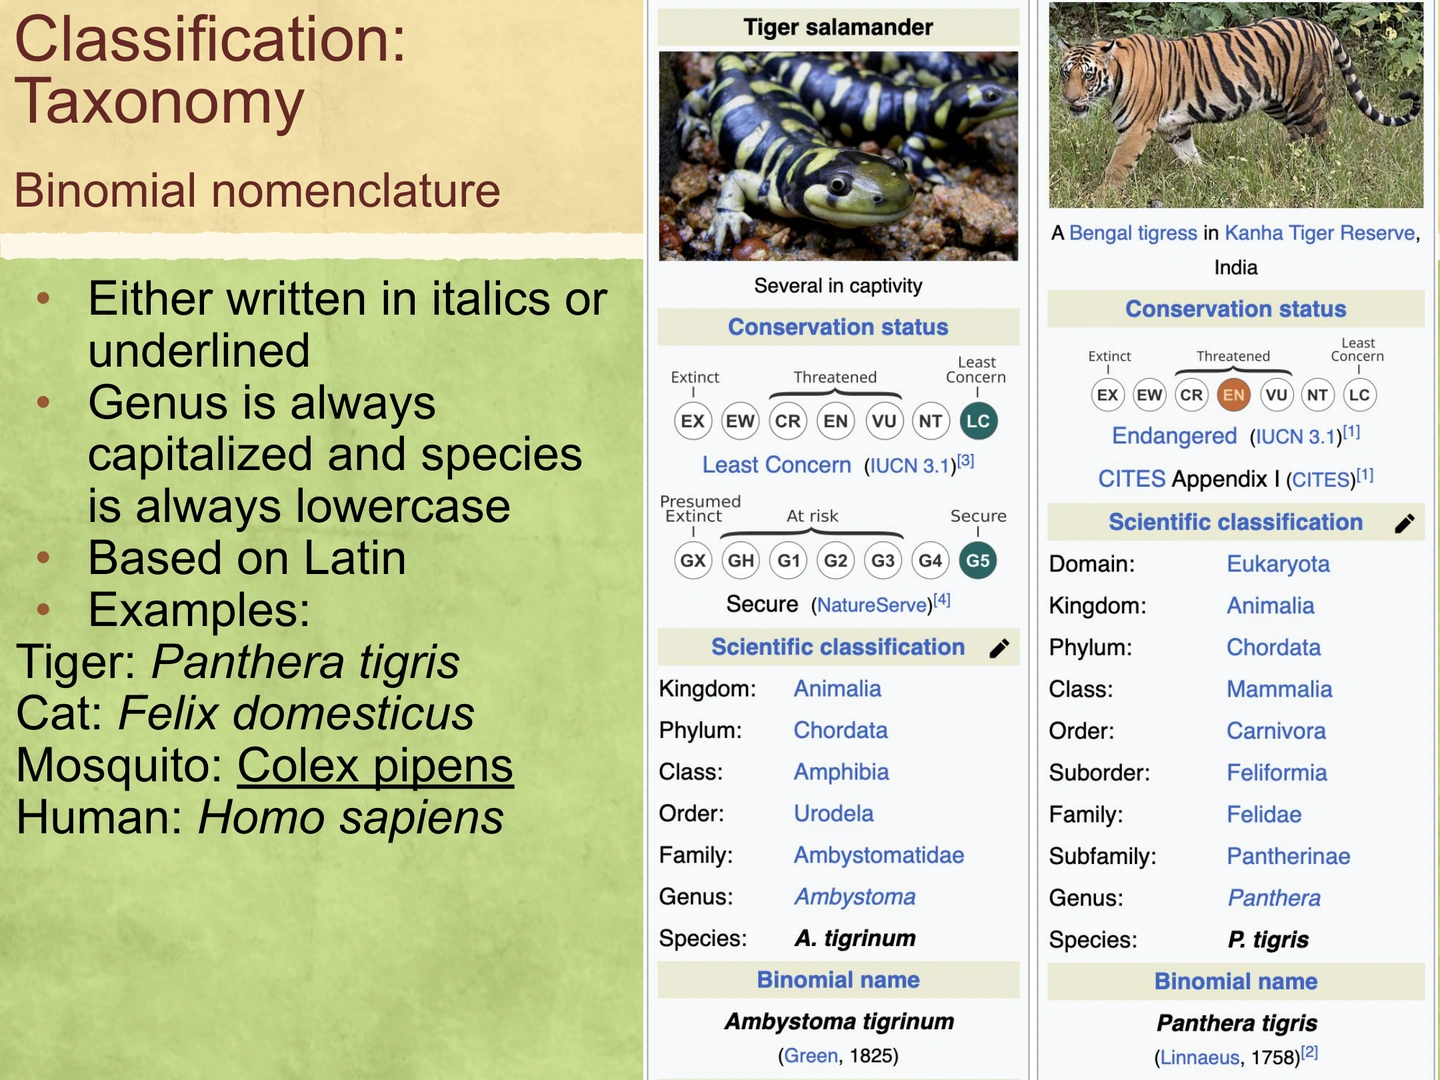 Classification:
Taxonomy
Binomial nomenclature
• Either written in italics or
underlined
• Genus is always
capitalized and species
is always lowercase
• Based on Latin
• Examples:
Tiger: Panthera tigris
Cat: Felix domesticus
Mosquito: Colex pipens
Human: Homo sapiens
Tiger salamander
Several in captivity
Conservation status
Extinct Threatened Least
Concern
EX EW CR EN VU NT LC
Least Concern (IUCN 3.1)[3]
Presumed
Extinct At risk Secure
GX GH G1 G2 G3 G4 G5
Secure (NatureServe)[4]
Scientific classification
Kingdom: Animalia
Phylum: Chordata
Class: Amphibia
Order: Urodela
Family: Ambystomatidae
Genus: Ambystoma
Species: A. tigrinum
Binomial name
Ambystoma tigrinum
(Green, 1825)
A Bengal tigress in Kanha Tiger Reserve,
India
Conservation status
Extinct Threatened Least
Concern
EX EW CR EN VU NT LC
Endangered (IUCN 3.1)[1]
CITES Appendix I (CITES)[1]
Scientific classification
Domain: Eukaryota
Kingdom: Animalia
Phylum: Chordata
Class: Mammalia
Order: Carnivora
Suborder: Feliformia
Family: Felidae
Subfamily: Pantherinae
Genus: Panthera
Species: P. tigris
Binomial name
Panthera tigris
(Linnaeus, 1758)[2]